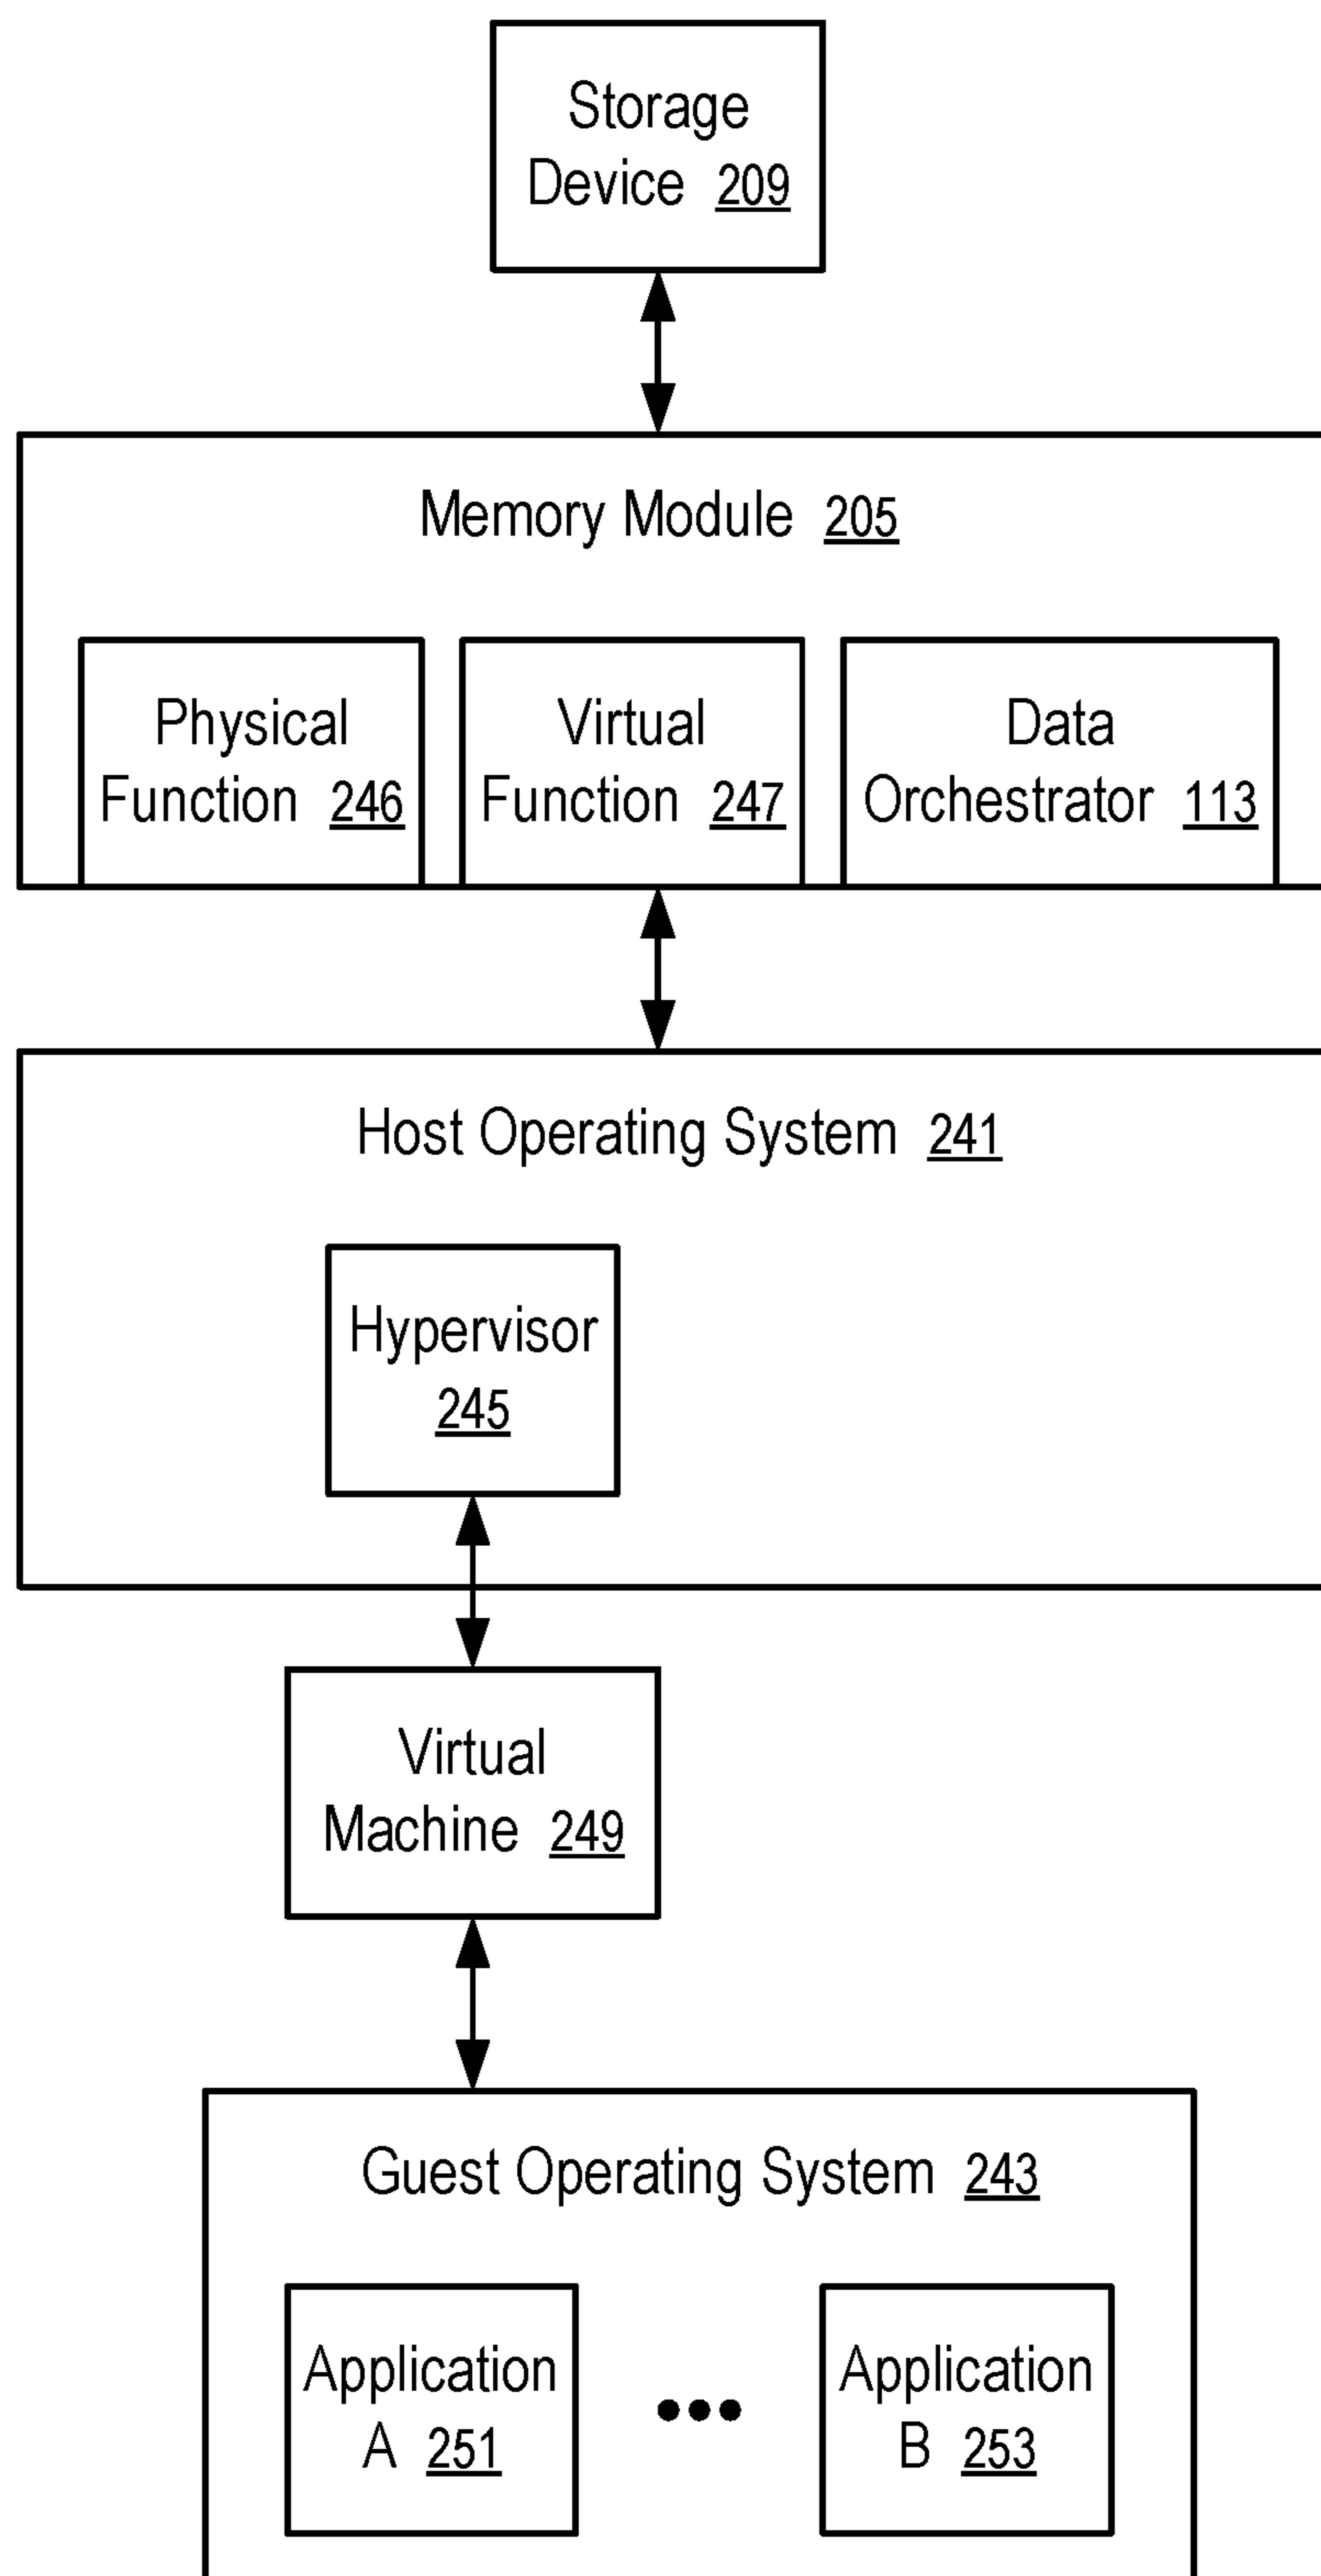 Storage
Device 209
Memory Module 205
Physical
Function 246
Virtual
Function 247
Data
Orchestrator 113
Host Operating System 241
Hypervisor
245
Virtual
Machine 249
Guest Operating System 243
Application
A 251
Application
B 253